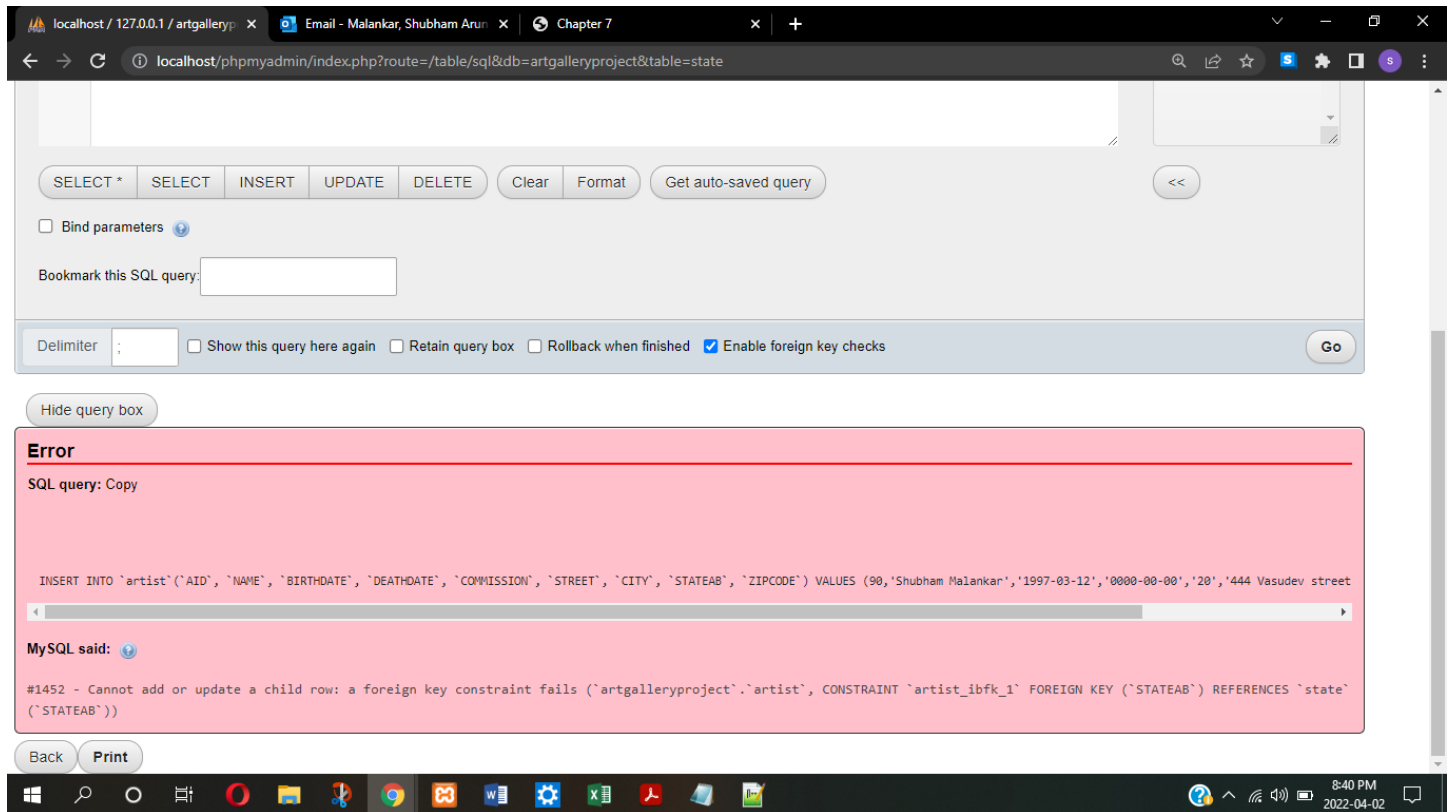 localhost / 127.0.0.1 / artgalleryp
Email - Malankar, Shubham Arun
Chapter 7
localhost/phpmyadmin/index.php?route=/table/sql&db=artgalleryproject&table=state
S
s
SELECT * SELECT INSERT UPDATE DELETE Clear Format Get auto-saved query <<
Bind parameters
Bookmark this SQL query:
Delimiter ; Show this query here again Retain query box Rollback when finished Enable foreign key checks Go
Hide query box
Error
SQL query: Copy
INSERT INTO `artist`(`AID`, `NAME`, `BIRTHDATE`, `DEATHDATE`, `COMMISSION`, `STREET`, `CITY`, `STATEAB`, `ZIPCODE`) VALUES (90,'Shubham Malankar','1997-03-12','0000-00-00','20','444 Vasudev street
MySQL said:
#1452 - Cannot add or update a child row: a foreign key constraint fails (`artgalleryproject`.`artist`, CONSTRAINT `artist_ibfk_1` FOREIGN KEY (`STATEAB`) REFERENCES `state`
(`STATEAB`))
Back Print
8:40 PM
2022-04-02